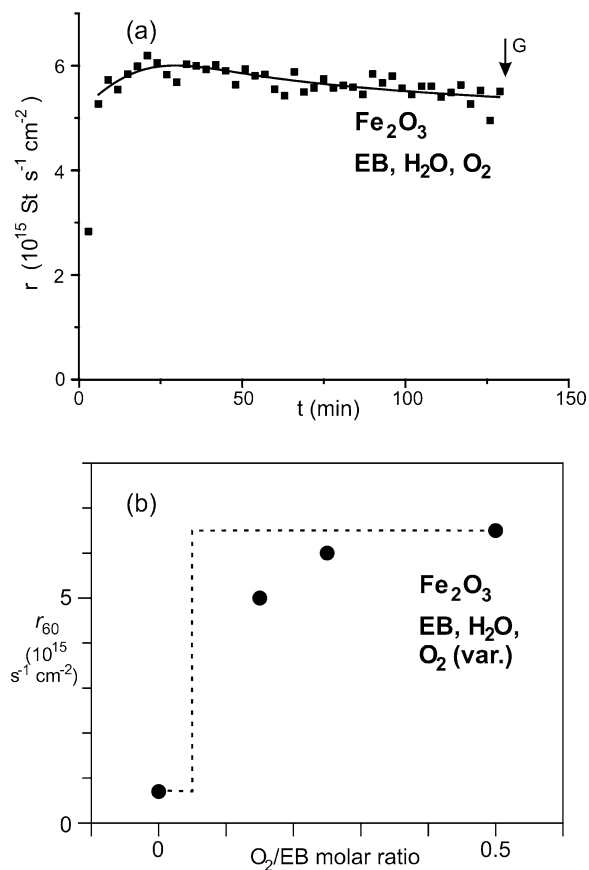 (a)
G
6
4
2
0
r (10¹⁵ St s⁻¹ cm⁻²)
Fe₂O₃
EB, H₂O, O₂
0
50
100
150
t (min)
(b)
5
0
r₆₀
(10¹⁵
s⁻¹ cm⁻²)
Fe₂O₃
EB, H₂O,
O₂ (var.)
0
0.5
O₂/EB molar ratio